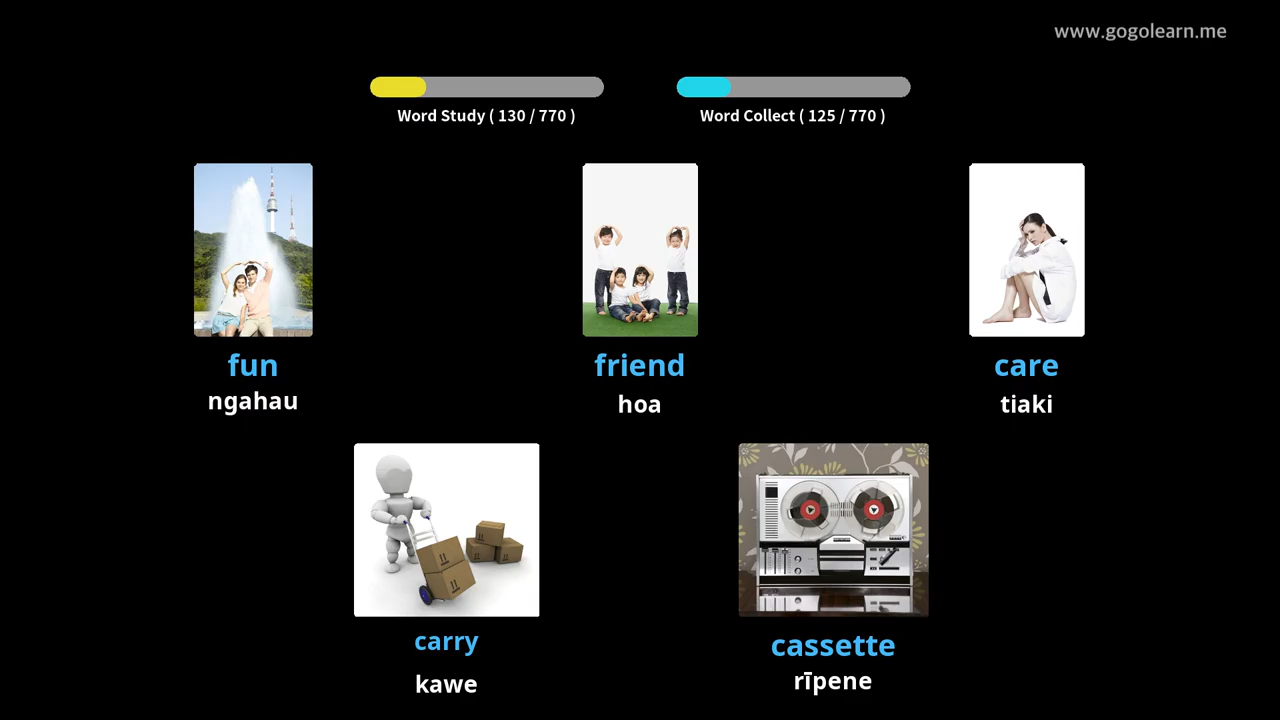 www.gogolearn.me
Word Study ( 130 / 770 )
Word Collect ( 125 / 770 )
fun
ngahau
friend
hoa
care
tiaki
carry
kawe
cassette
rīpene